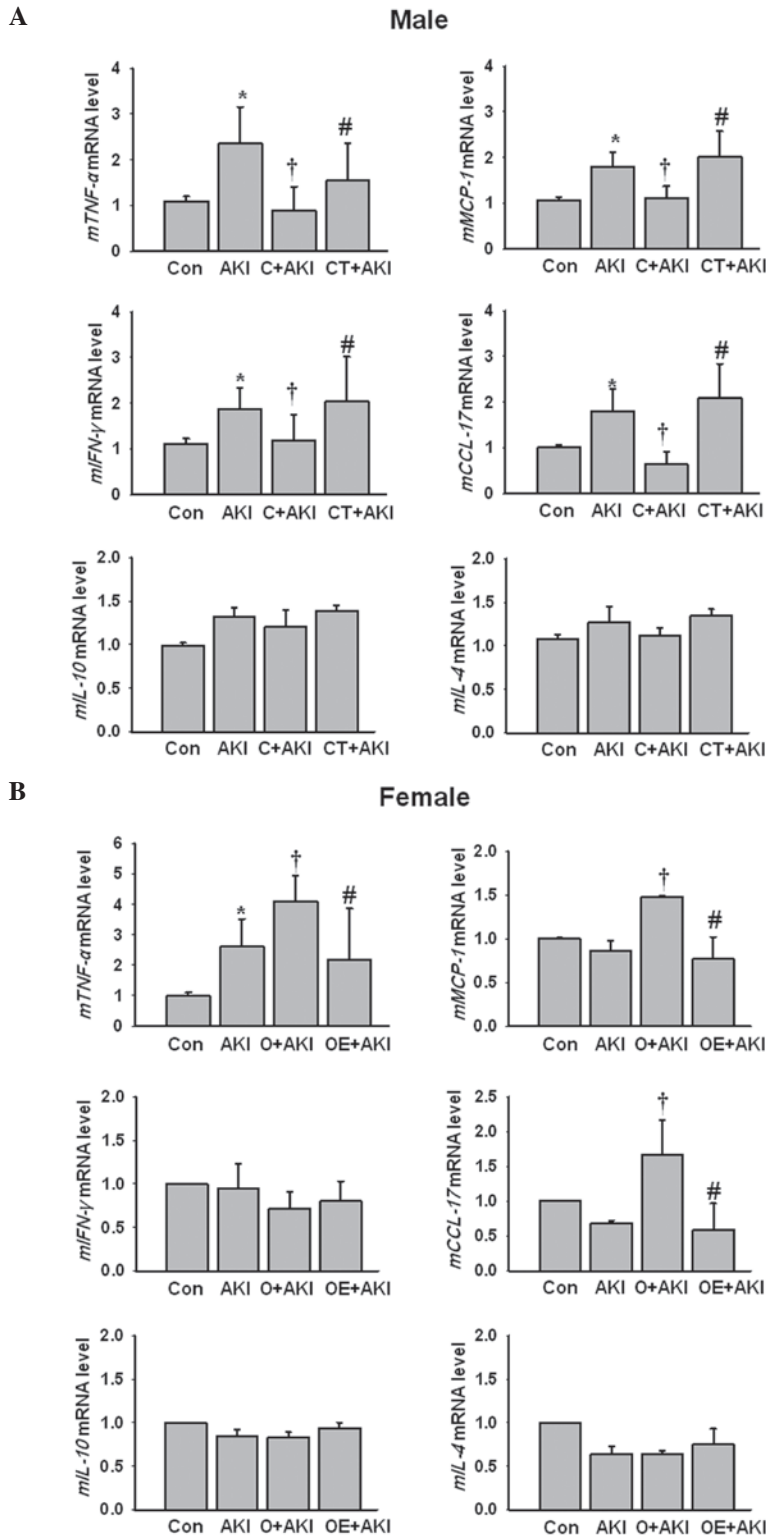 A
Male
mTNF-α mRNA level
4
3
2
1
0
*
†
#
Con AKI C+AKI CT+AKI
mMCP-1 mRNA level
4
3
2
1
0
*
†
#
Con AKI C+AKI CT+AKI
mIFN-γ mRNA level
4
3
2
1
0
*
†
#
Con AKI C+AKI CT+AKI
mCCL-17 mRNA level
4
3
2
1
0
*
†
#
Con AKI C+AKI CT+AKI
mIL-10 mRNA level
2.0
1.5
1.0
0.5
0.0
Con AKI C+AKI CT+AKI
mIL-4 mRNA level
2.0
1.5
1.0
0.5
0.0
Con AKI C+AKI CT+AKI
B
Female
mTNF-α mRNA level
6
5
4
3
2
1
0
*
†
#
Con AKI O+AKI OE+AKI
mMCP-1 mRNA level
2.0
1.5
1.0
0.5
0.0
†
#
Con AKI O+AKI OE+AKI
mIFN-γ mRNA level
2.0
1.5
1.0
0.5
0.0
Con AKI O+AKI OE+AKI
mCCL-17 mRNA level
2.5
2.0
1.5
1.0
0.5
0.0
†
#
Con AKI O+AKI OE+AKI
mIL-10 mRNA level
2.0
1.5
1.0
0.5
0.0
Con AKI O+AKI OE+AKI
mIL-4 mRNA level
2.0
1.5
1.0
0.5
0.0
Con AKI O+AKI OE+AKI